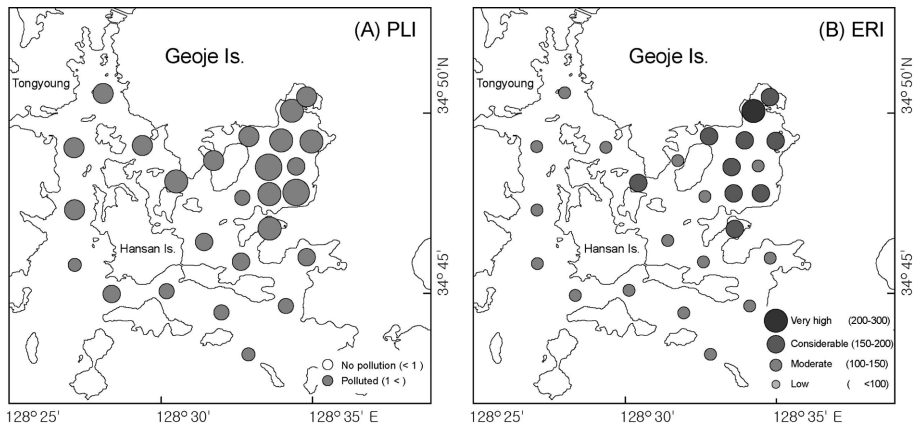 (A) PLI
Geoje Is.
Tongyoung
Hansan Is.
No pollution (< 1)
Polluted (1 < )
34° 50' N
34° 45'
128° 25'
128° 30'
128° 35' E
(B) ERI
Geoje Is.
Tongyoung
Hansan Is.
Very high (200-300)
Considerable (150-200)
Moderate (100-150)
Low ( <100)
34° 50' N
34° 45'
128° 25'
128° 30'
128° 35' E